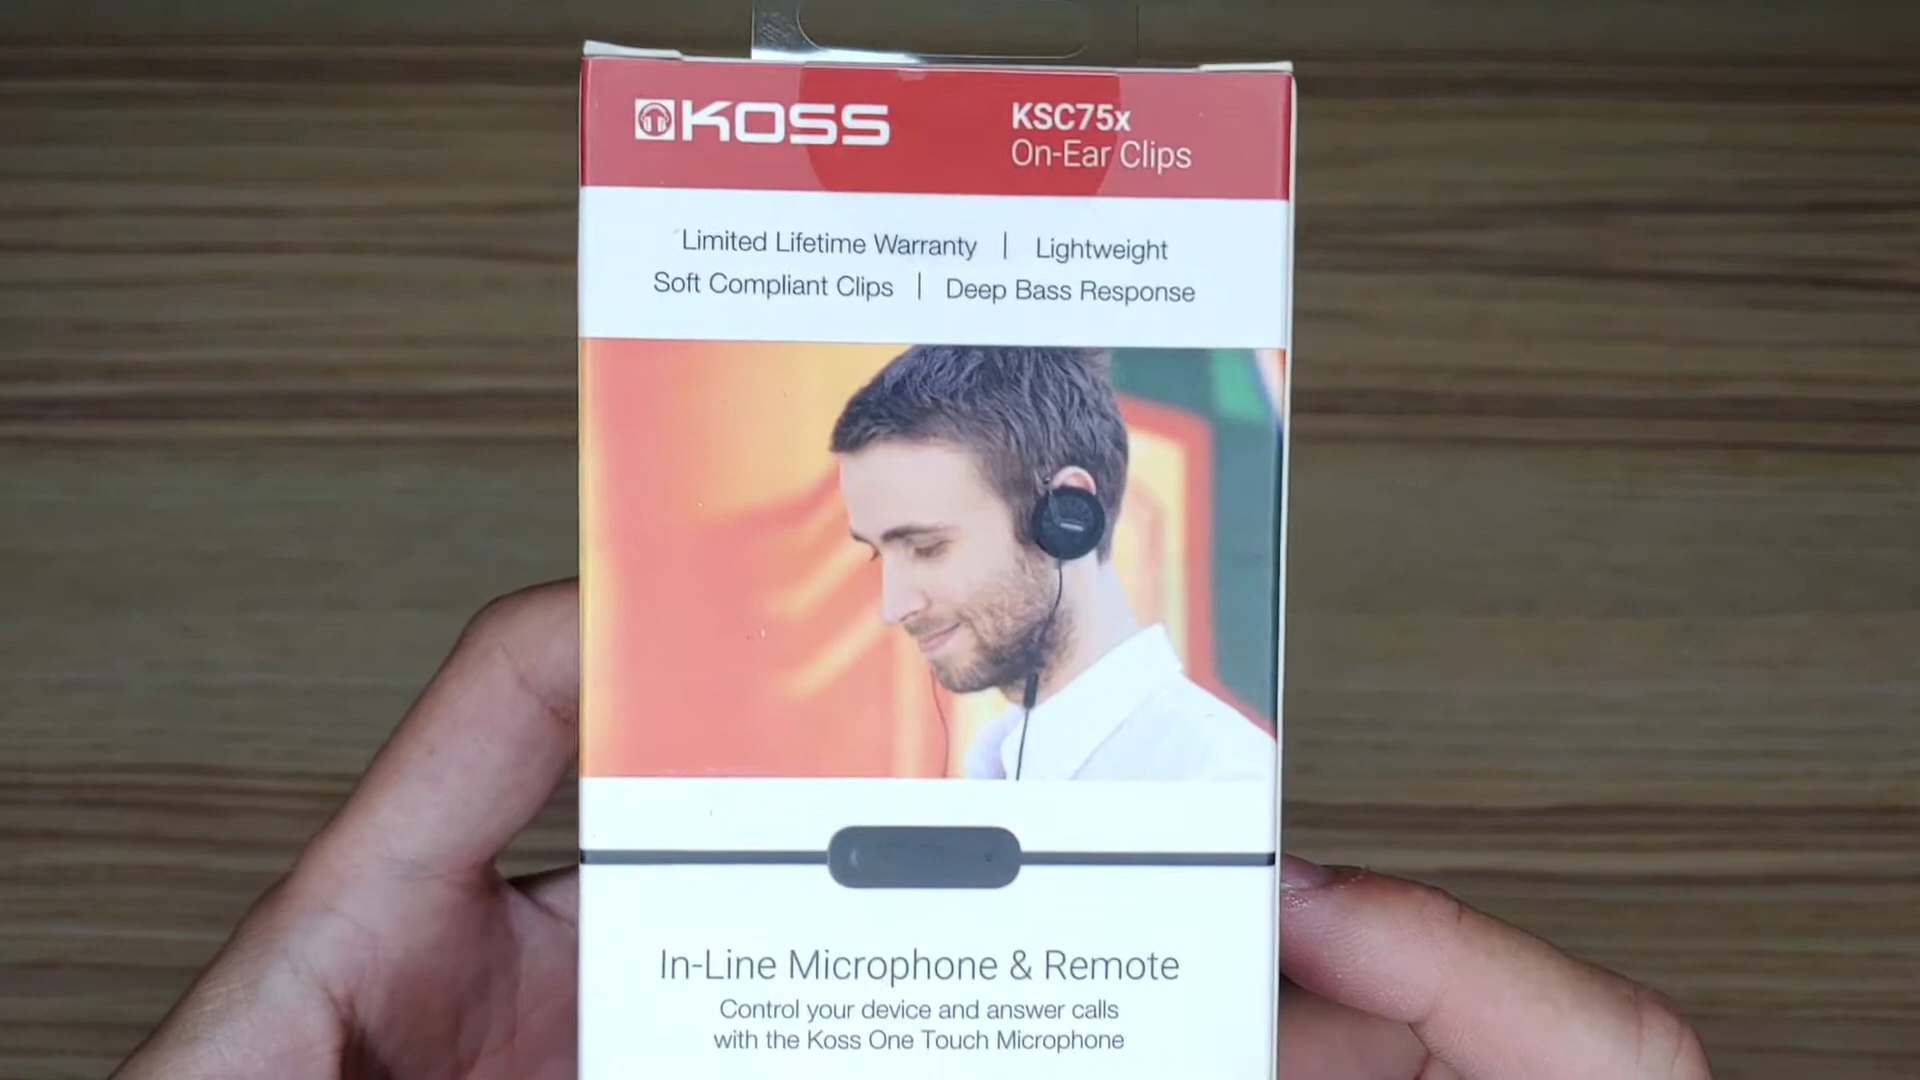 KOSS
KSC75x
On-Ear Clips
Limited Lifetime Warranty | Lightweight
Soft Compliant Clips | Deep Bass Response
In-Line Microphone & Remote
Control your device and answer calls
with the Koss One Touch Microphone